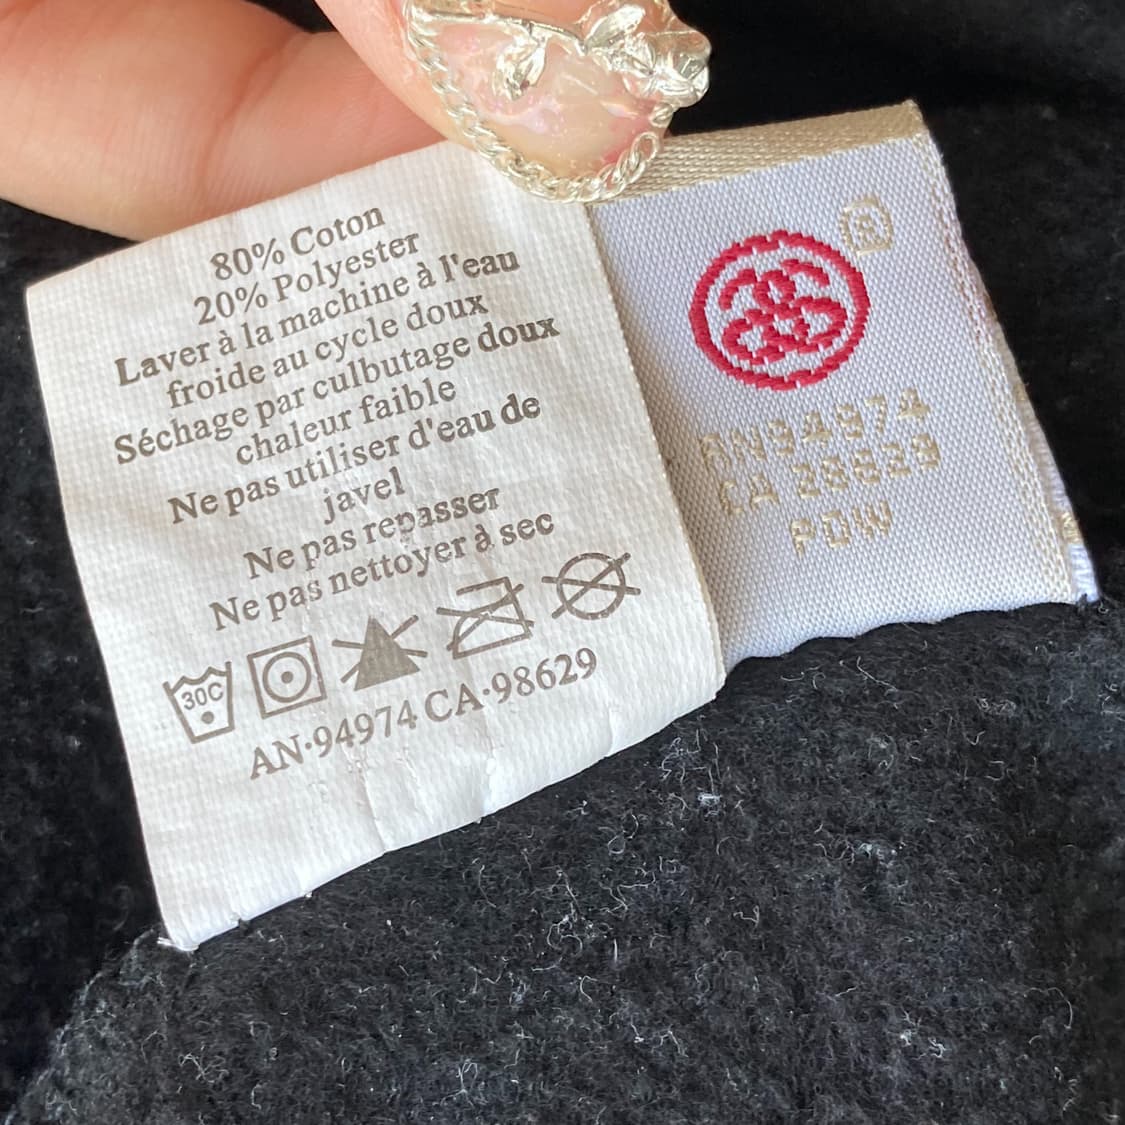 80% Coton
20% Polyester
Laver à la machine à l'eau
froide au cycle doux
Séchage par culbutage doux
chaleur faible
Ne pas utiliser d'eau de
javel
Ne pas repasser
Ne pas nettoyer à sec
30C
AN·94974 CA·98629
®
RN94974
CA 28629
PDW